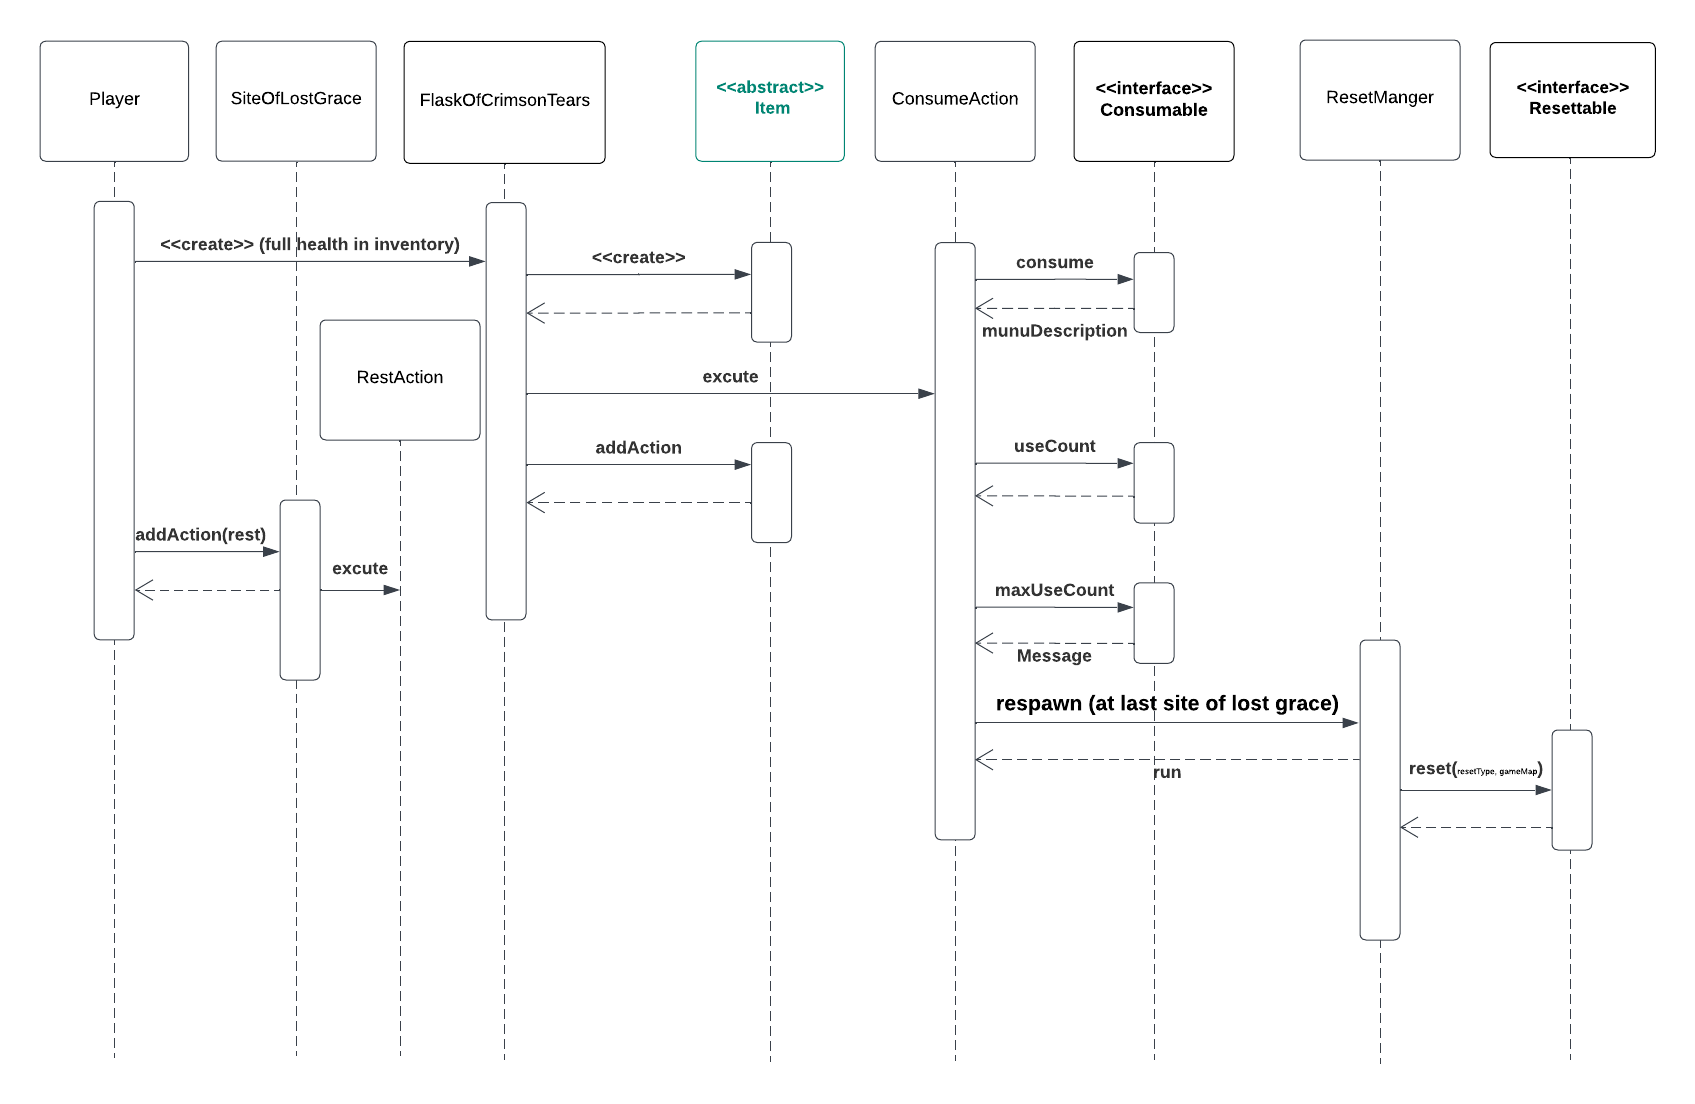 Player
SiteOfLostGrace
FlaskOfCrimsonTears
<<abstract>>
Item
ConsumeAction
<<interface>>
Consumable
ResetManger
<<interface>>
Resettable
<<create>> (full health in inventory)
<<create>>
consume
munuDescription
RestAction
excute
addAction
useCount
addAction(rest)
excute
maxUseCount
Message
respawn (at last site of lost grace)
run
reset(resetType, gameMap)